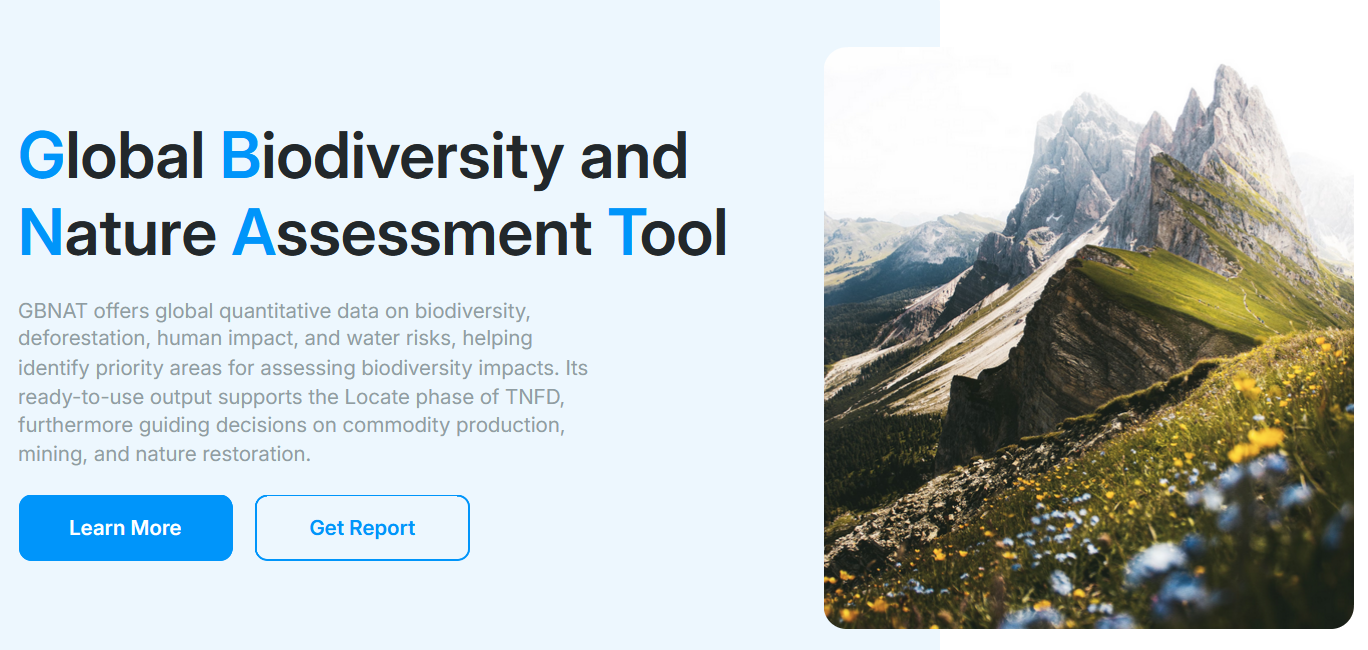 Global Biodiversity and
Nature Assessment Tool
GBNAT offers global quantitative data on biodiversity,
deforestation, human impact, and water risks, helping
identify priority areas for assessing biodiversity impacts. Its
ready-to-use output supports the Locate phase of TNFD,
furthermore guiding decisions on commodity production,
mining, and nature restoration.
Learn More
Get Report